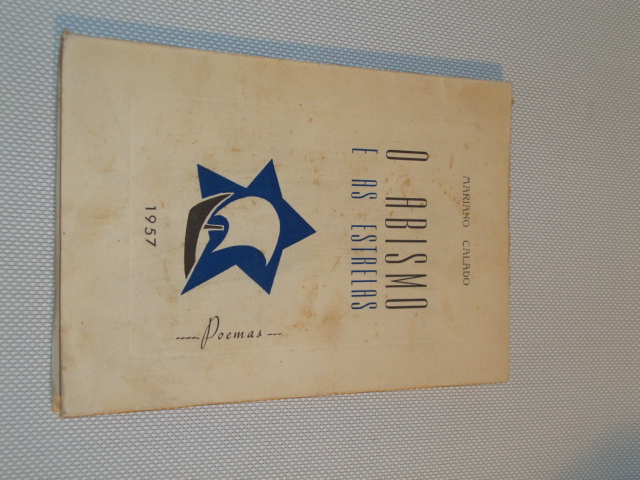 MARIANO CALADO
O ABISMO
E AS ESTRELAS
Poemas
1957